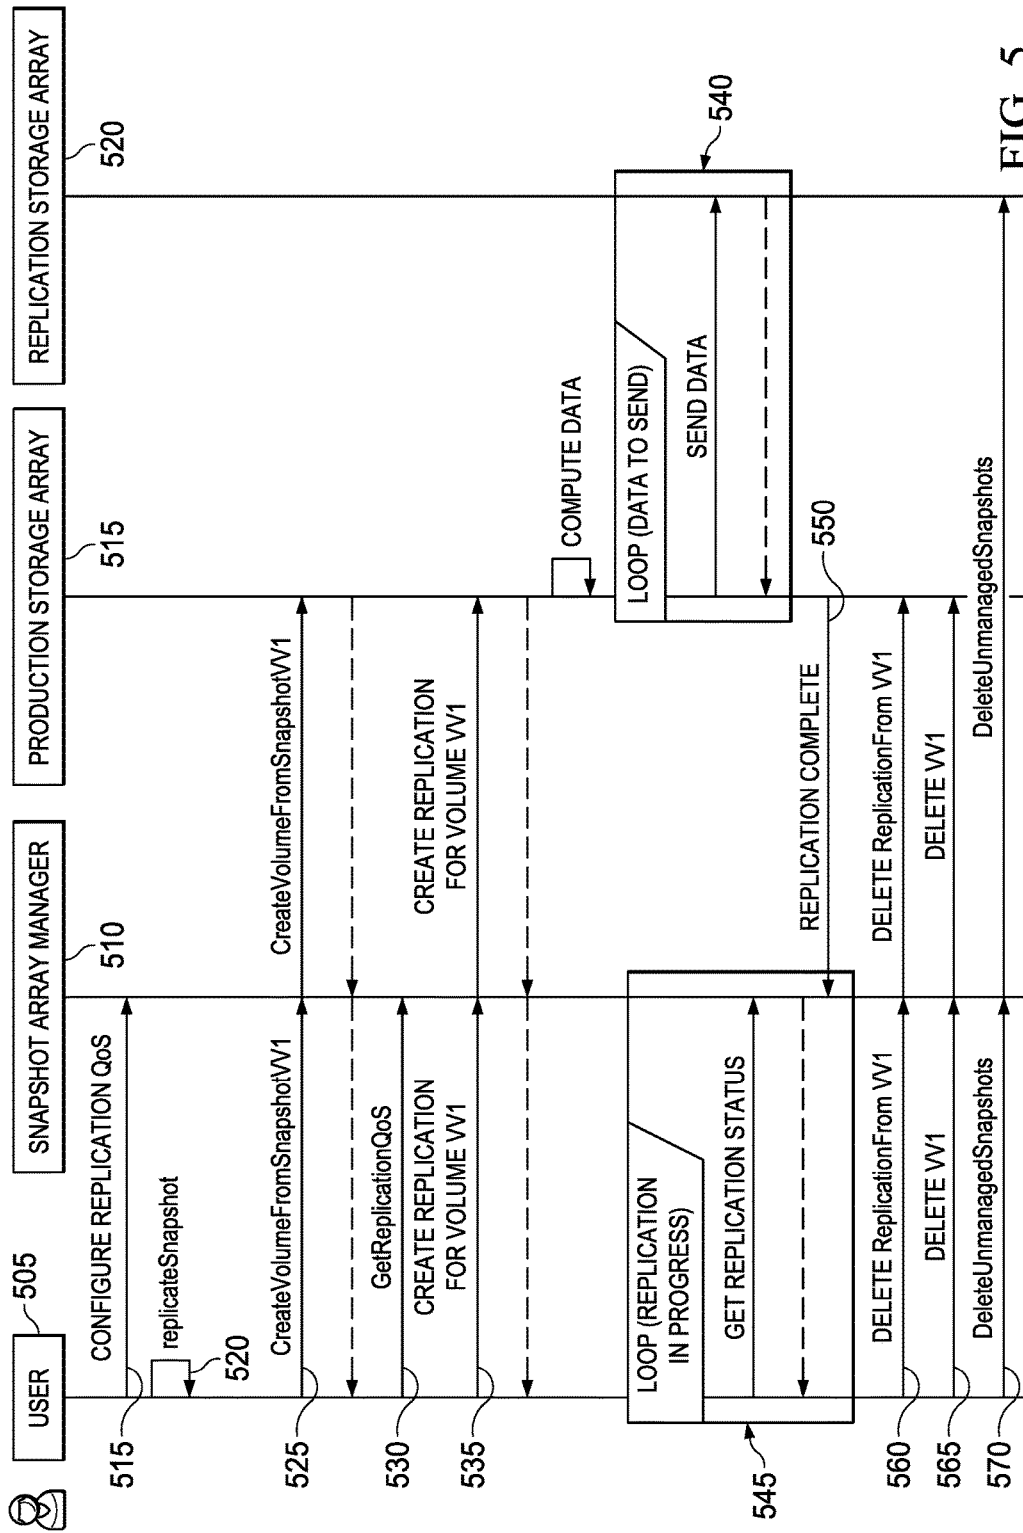 USER
505
SNAPSHOT ARRAY MANAGER
510
PRODUCTION STORAGE ARRAY
515
REPLICATION STORAGE ARRAY
520
CONFIGURE REPLICATION QoS
515
replicateSnapshot
520
CreateVolumeFromSnapshotVV1
CreateVolumeFromSnapshotVV1
525
GetReplicationQoS
530
CREATE REPLICATION
FOR VOLUME VV1
CREATE REPLICATION
FOR VOLUME VV1
535
COMPUTE DATA
LOOP (DATA TO SEND)
540
SEND DATA
LOOP (REPLICATION
IN PROGRESS)
GET REPLICATION STATUS
545
REPLICATION COMPLETE
550
DELETE ReplicationFrom VV1
DELETE ReplicationFrom VV1
560
DELETE VV1
DELETE VV1
565
DeleteUnmanagedSnapshots
DeleteUnmanagedSnapshots
570
FIG. 5